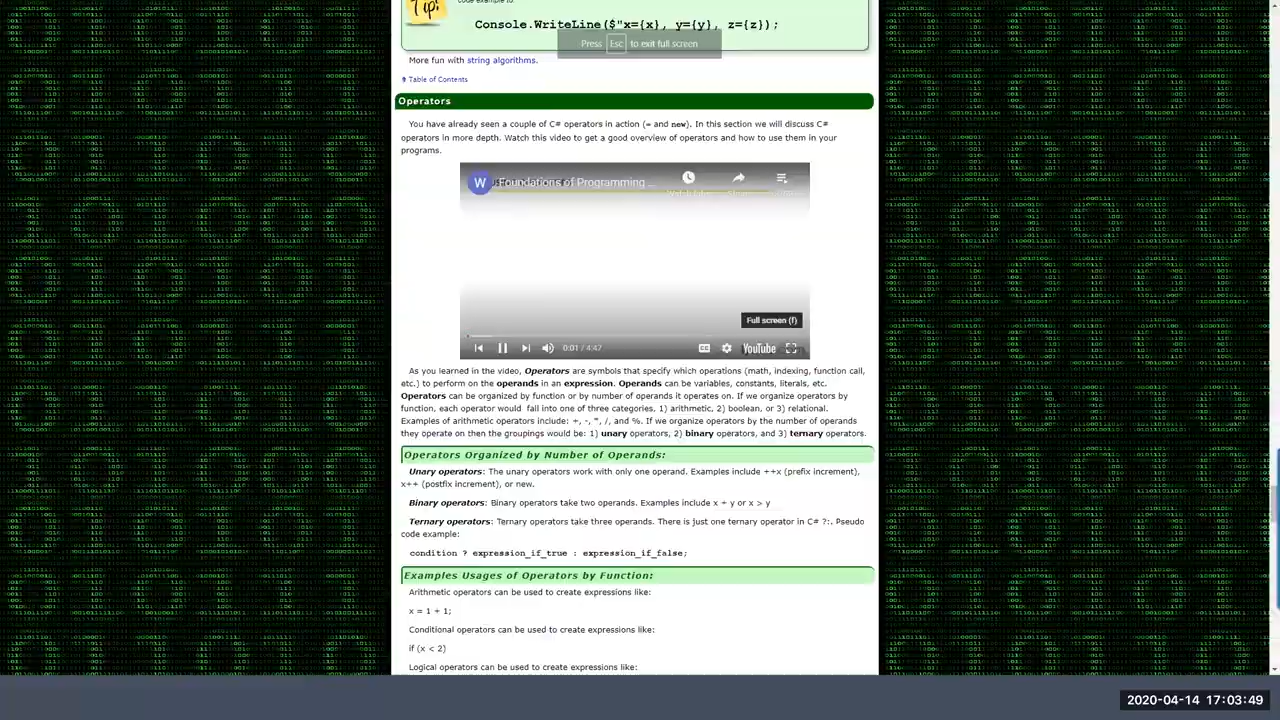 Tip!
code example to
Console.WriteLine($"x={x}, y={y}, z={z});
Press Esc to exit full screen
More fun with string algorithms.
Table of Contents
Operators
You have already seen a couple of C# operators in action (= and new). In this section we will discuss C#
operators in more depth. Watch this video to get a good overview of operators and how to use them in your
programs.
W Foundations of Programming ...
Full screen (f)
0:01 / 4:47
CC
YouTube
As you learned in the video, Operators are symbols that specify which operations (math, indexing, function call,
etc.) to perform on the operands in an expression. Operands can be variables, constants, literals, etc.
Operators can be organized by function or by number of operands it operates on. If we organize operators by
function, each operator would fall into one of three categories, 1) arithmetic, 2) boolean, or 3) relational.
Examples of arithmetic operators include: +, -, *, /, and %. If we organize operators by the number of operands
they operate on then the groupings would be: 1) unary operators, 2) binary operators, and 3) ternary operators.
Operators Organized by Number of Operands:
Unary operators: The unary operators work with only one operand. Examples include ++x (prefix increment),
x++ (postfix increment), or new.
Binary operators: Binary operators take two operands. Examples include x + y or x > y
Ternary operators: Ternary operators take three operands. There is just one ternary operator in C# ?:. Pseudo
code example:
condition ? expression_if_true : expression_if_false;
Examples Usages of Operators by Function:
Arithmetic operators can be used to create expressions like:
x = 1 + 1;
Conditional operators can be used to create expressions like:
if (x < 2)
Logical operators can be used to create expressions like:
2020-04-14 17:03:49